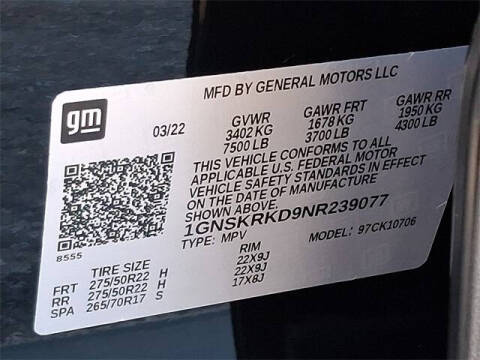 MFD BY GENERAL MOTORS LLC
gm
03/22
GVWR GAWR FRT GAWR RR
3402 KG 1678 KG 1950 KG
7500 LB 3700 LB 4300 LB
THIS VEHICLE CONFORMS TO ALL
APPLICABLE U.S. FEDERAL MOTOR
VEHICLE SAFETY STANDARDS IN EFFECT
ON THE DATE OF MANUFACTURE
SHOWN ABOVE.
1GNSKRKD9NR239077
TYPE: MPV MODEL: 97CK10706
8555
TIRE SIZE RIM
FRT 275/50R22 H 22X9J
RR 275/50R22 H 22X9J
SPA 265/70R17 S 17X8J